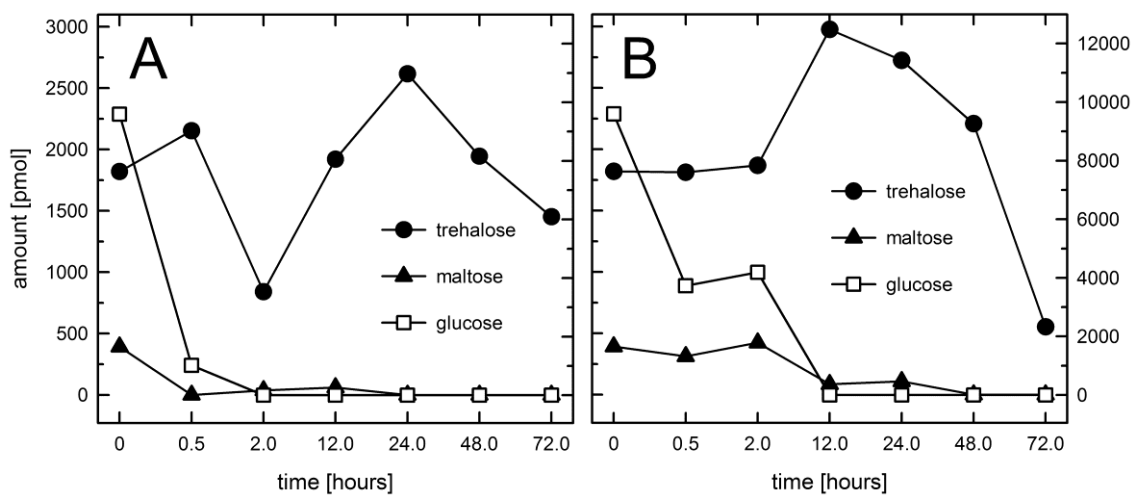 A
B
3000
2500
2000
1500
1000
500
0
amount [pmol]
trehalose
maltose
glucose
0 0.5 2.0 12.0 24.0 48.0 72.0
time [hours]
trehalose
maltose
glucose
12000
10000
8000
6000
4000
2000
0
0 0.5 2.0 12.0 24.0 48.0 72.0
time [hours]